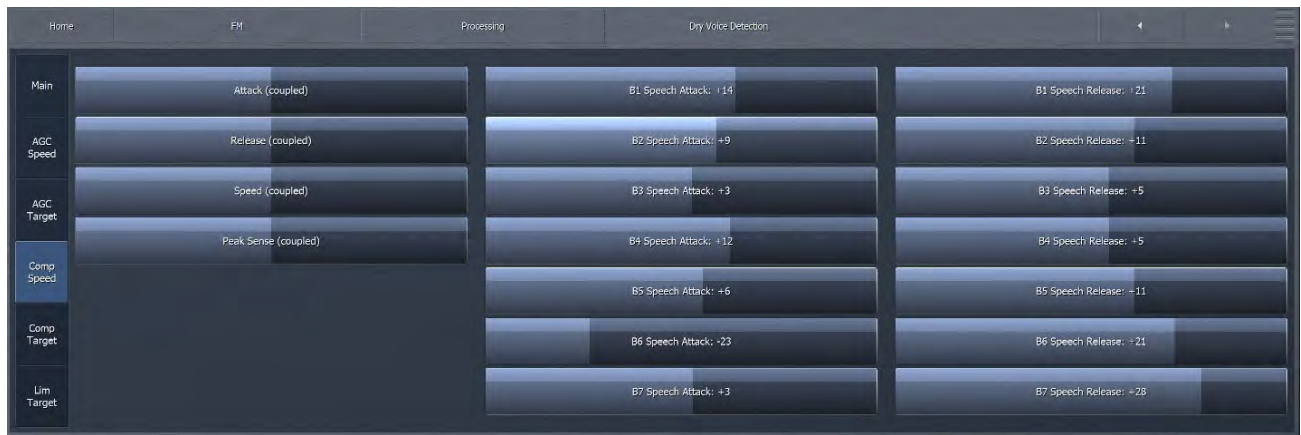 Home FM Processing Dry Voice Detection
Main
AGC
Speed
AGC
Target
Comp
Speed
Comp
Target
Lim
Target
Attack (coupled)
Release (coupled)
Speed (coupled)
Peak Sense (coupled)
B1 Speech Attack: +14
B2 Speech Attack: +9
B3 Speech Attack: +3
B4 Speech Attack: +12
B5 Speech Attack: +6
B6 Speech Attack: -23
B7 Speech Attack: +3
B1 Speech Release: +21
B2 Speech Release: +11
B3 Speech Release: +5
B4 Speech Release: +5
B5 Speech Release: +11
B6 Speech Release: +21
B7 Speech Release: +28